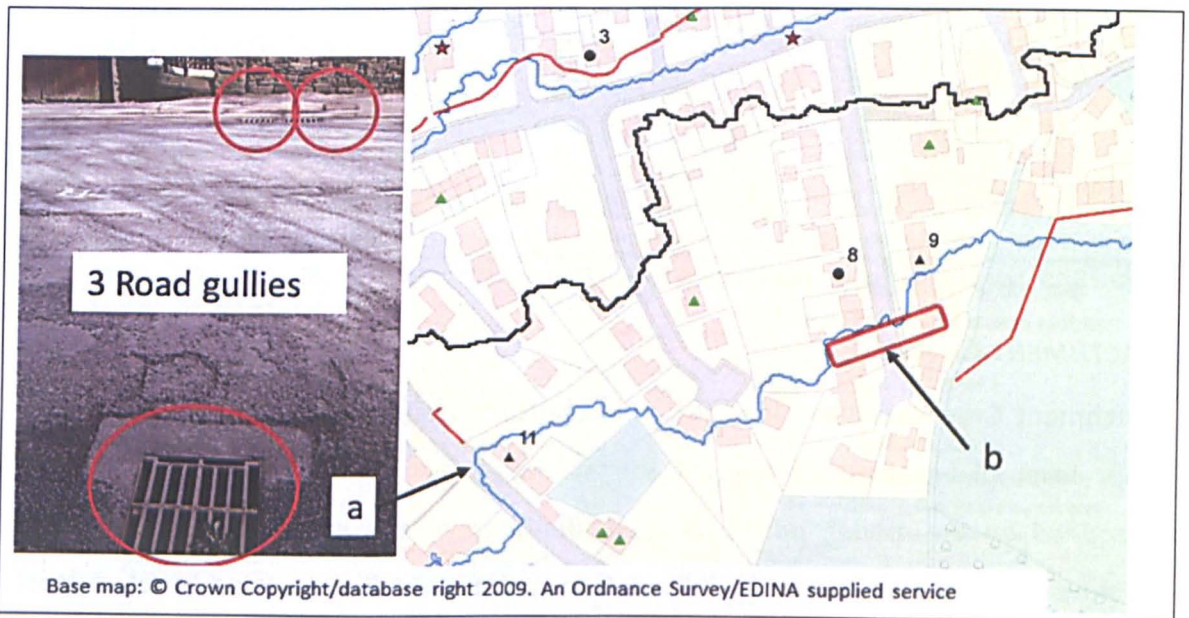 3 Road gullies
3
8
9
11
a
b
Base map: © Crown Copyright/database right 2009. An Ordnance Survey/EDINA supplied service